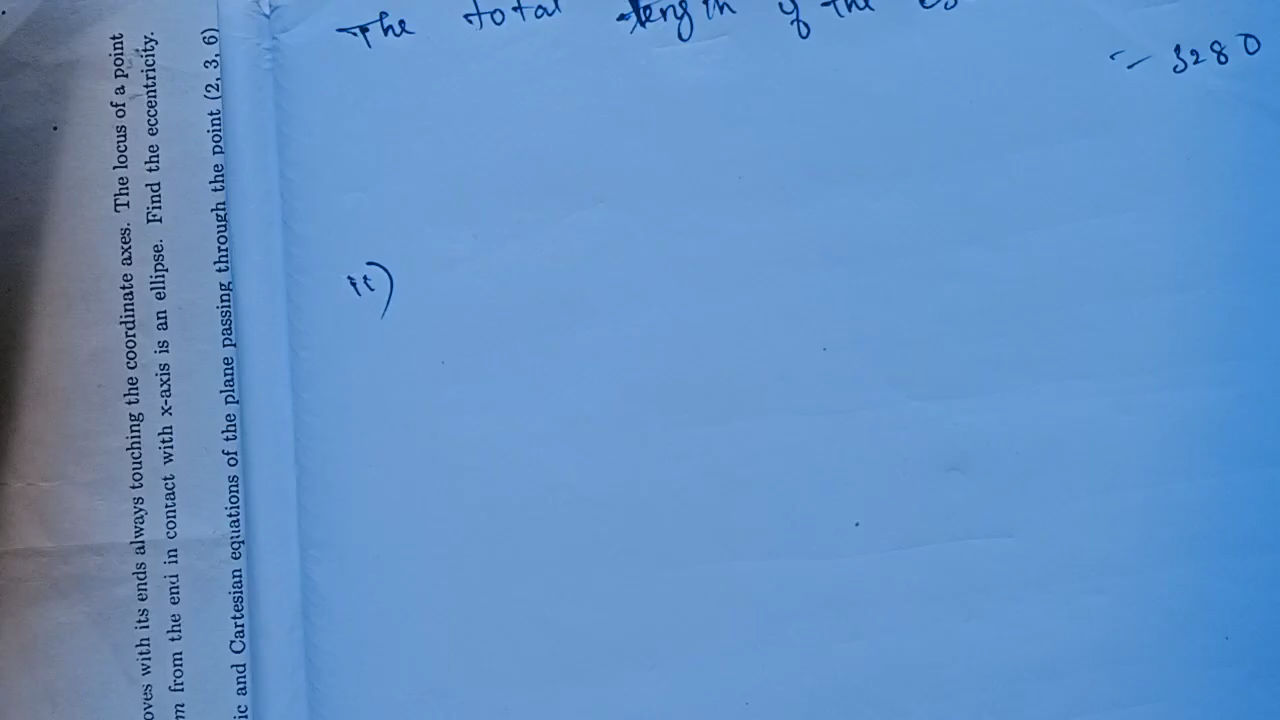 oves with its ends always touching the coordinate axes. The locus of a point
m from the end in contact with x-axis is an ellipse. Find the eccentricity.
ic and Cartesian equations of the plane passing through the point (2, 3, 6)
The total length of the
= 3280
ii)